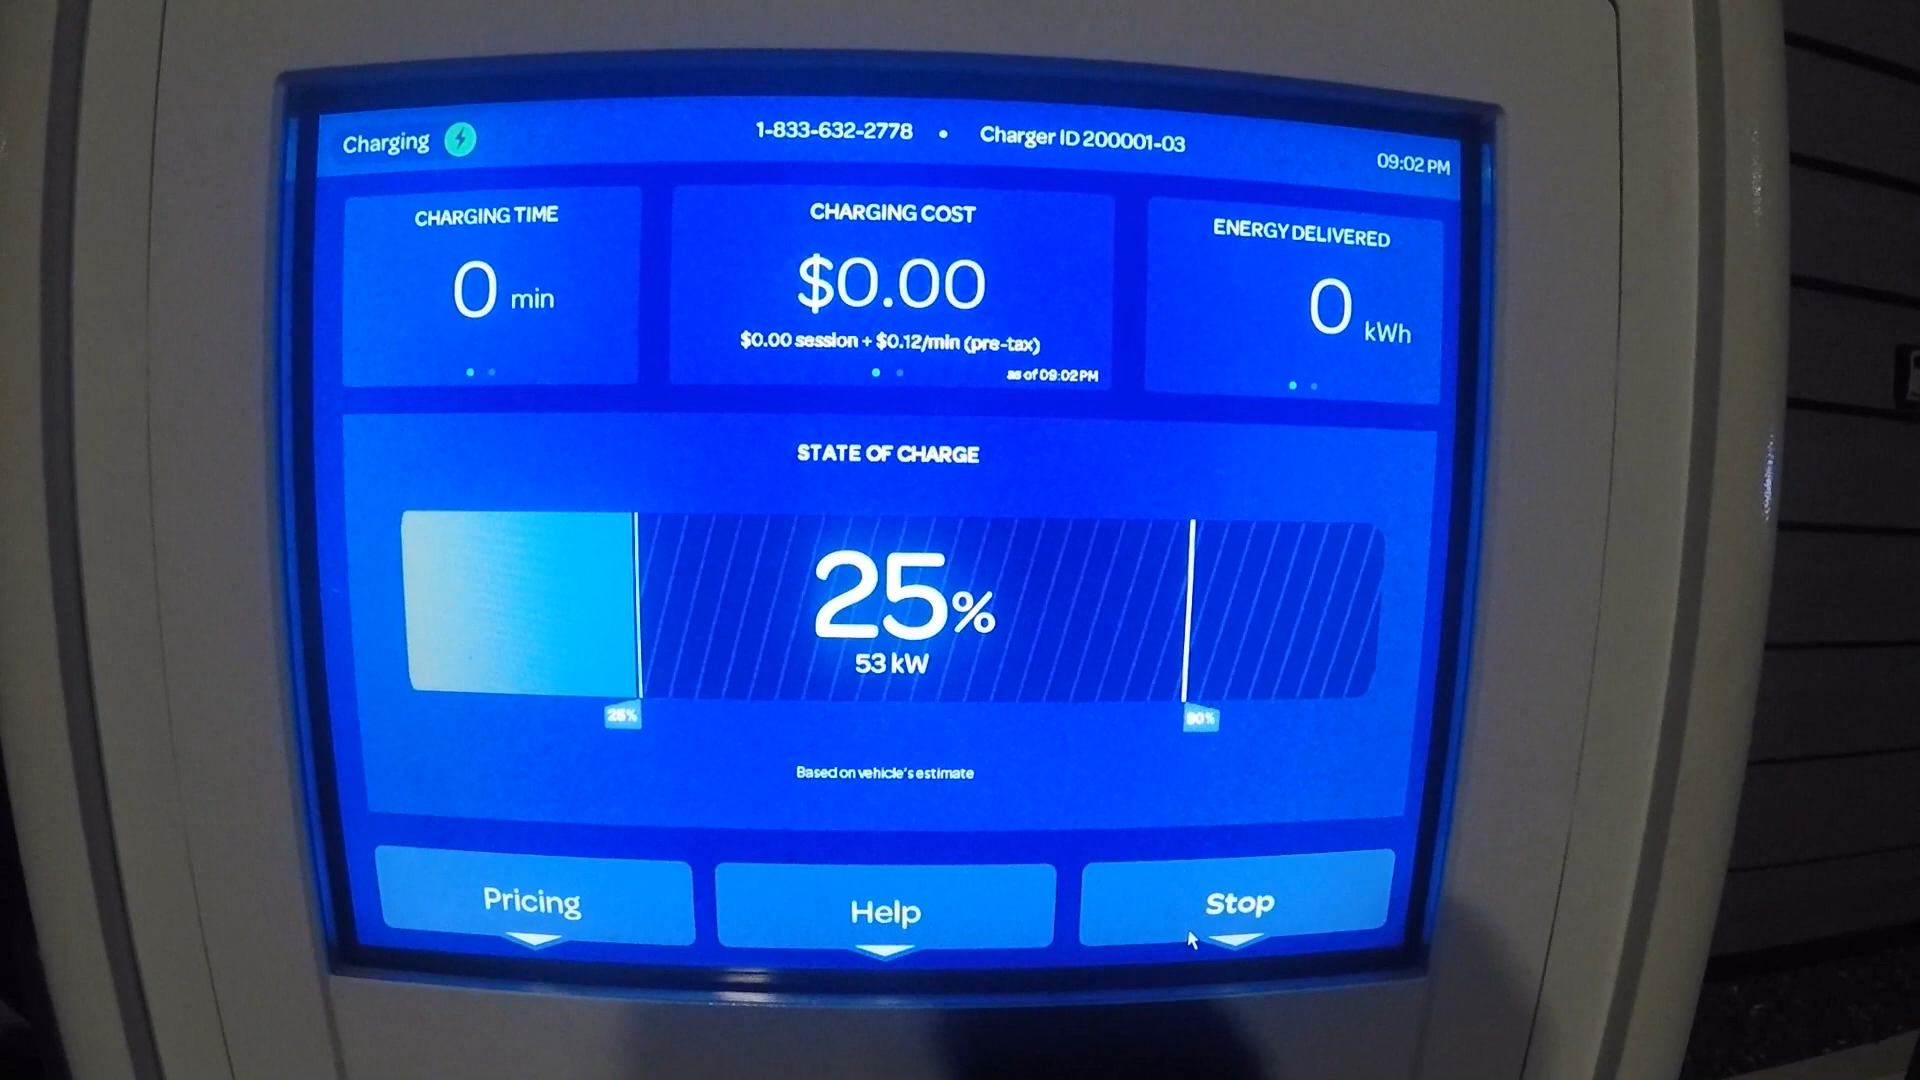 Charging
1-833-632-2778 • Charger ID 200001-03
09:02 PM
CHARGING TIME
0 min
CHARGING COST
$0.00
$0.00 session + $0.12/min (pre-tax)
as of 09:02 PM
ENERGY DELIVERED
0 kWh
STATE OF CHARGE
25%
53 kW
25%
80%
Based on vehicle's estimate
Pricing
Help
Stop